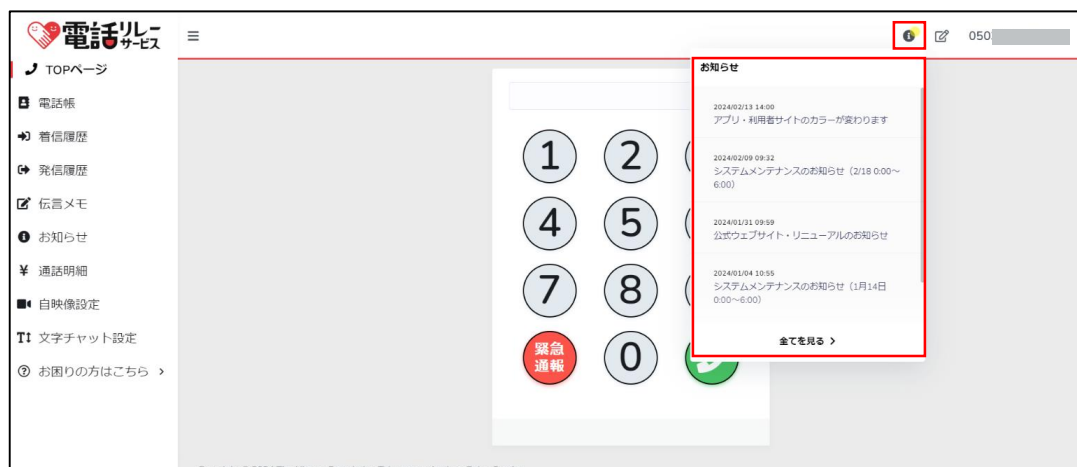 電話リレーサービス
050
TOPページ
電話帳
着信履歴
発信履歴
伝言メモ
お知らせ
¥ 通話明細
自映像設定
文字チャット設定
お困りの方はこちら
1 2
4 5
7 8
緊急通報 0
お知らせ
2024/02/13 14:00
アプリ・利用者サイトのカラーが変わります
2024/02/09 09:32
システムメンテナンスのお知らせ（2/18 0:00～
6:00）
2024/01/31 09:59
公式ウェブサイト・リニューアルのお知らせ
2024/01/04 10:55
システムメンテナンスのお知らせ（1月14日
0:00～6:00）
全てを見る